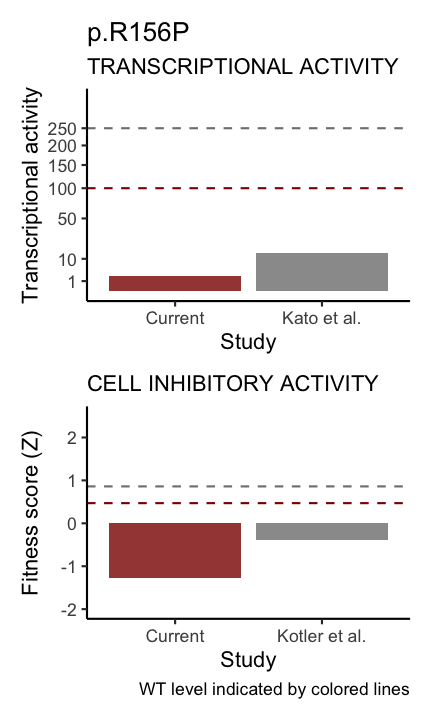 p.R156P
TRANSCRIPTIONAL ACTIVITY
Transcriptional activity
250
200
150
100
50
10
1
Current
Kato et al.
Study
CELL INHIBITORY ACTIVITY
Fitness score (Z)
2
1
0
-1
-2
Current
Kotler et al.
Study
WT level indicated by colored lines